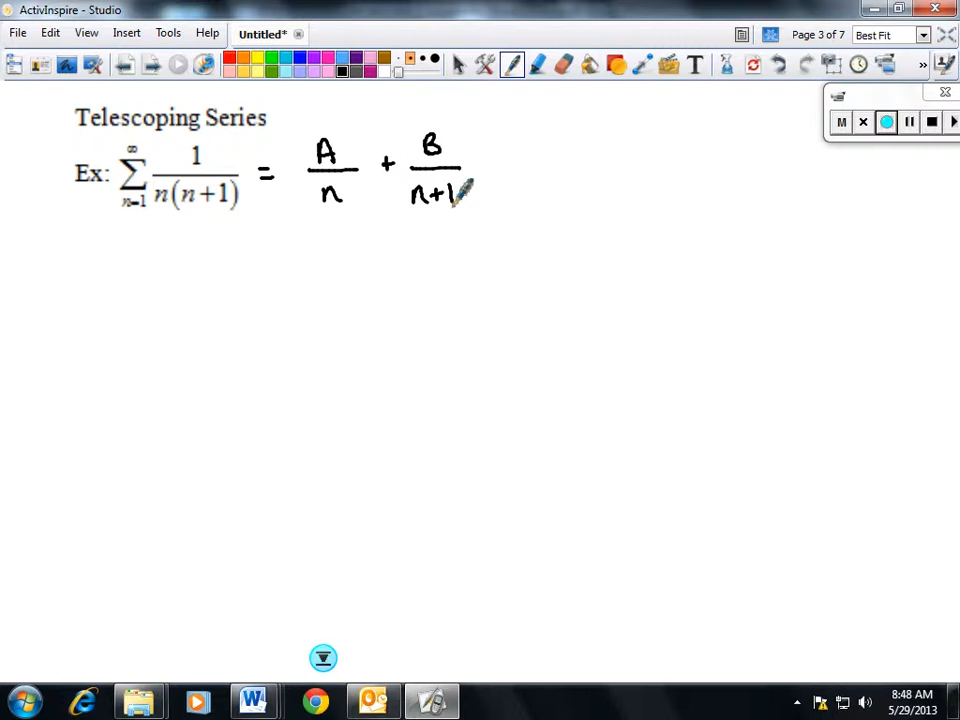 ActivInspire - Studio
File Edit View Insert Tools Help Untitled* Page 3 of 7 Best Fit
T »
M
Telescoping Series
Ex: ∑_{n=1}^{∞} 1/(n(n+1)) = A/n + B/(n+1
W
8:48 AM
5/29/2013